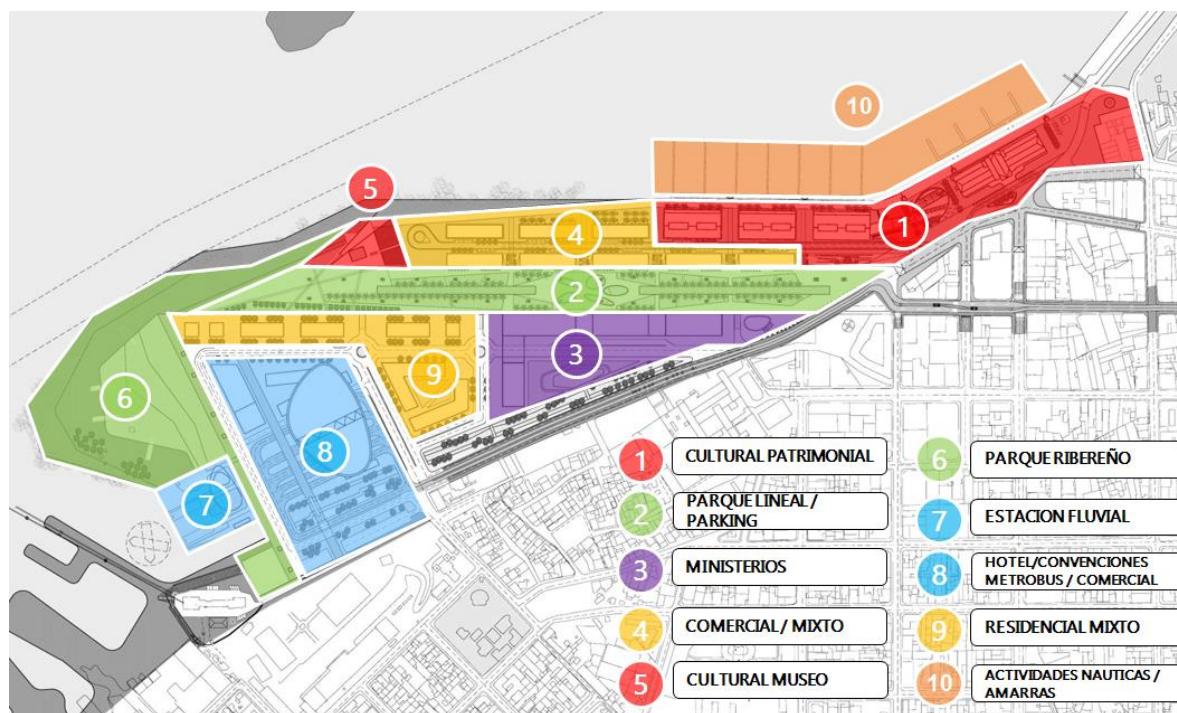 10
5
1
4
2
3
9
6
8
7
1 CULTURAL PATRIMONIAL
2 PARQUE LINEAL /
PARKING
3 MINISTERIOS
4 COMERCIAL / MIXTO
5 CULTURAL MUSEO
6 PARQUE RIBEREÑO
7 ESTACION FLUVIAL
8 HOTEL/CONVENCIONES
METROBUS / COMERCIAL
9 RESIDENCIAL MIXTO
10 ACTIVIDADES NAUTICAS /
AMARRAS